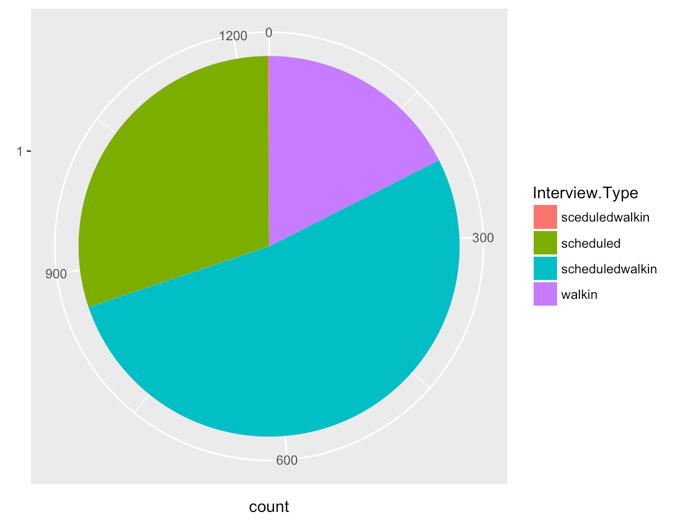 1200
0
1
300
900
600
count
Interview.Type
sceduledwalkin
scheduled
scheduledwalkin
walkin